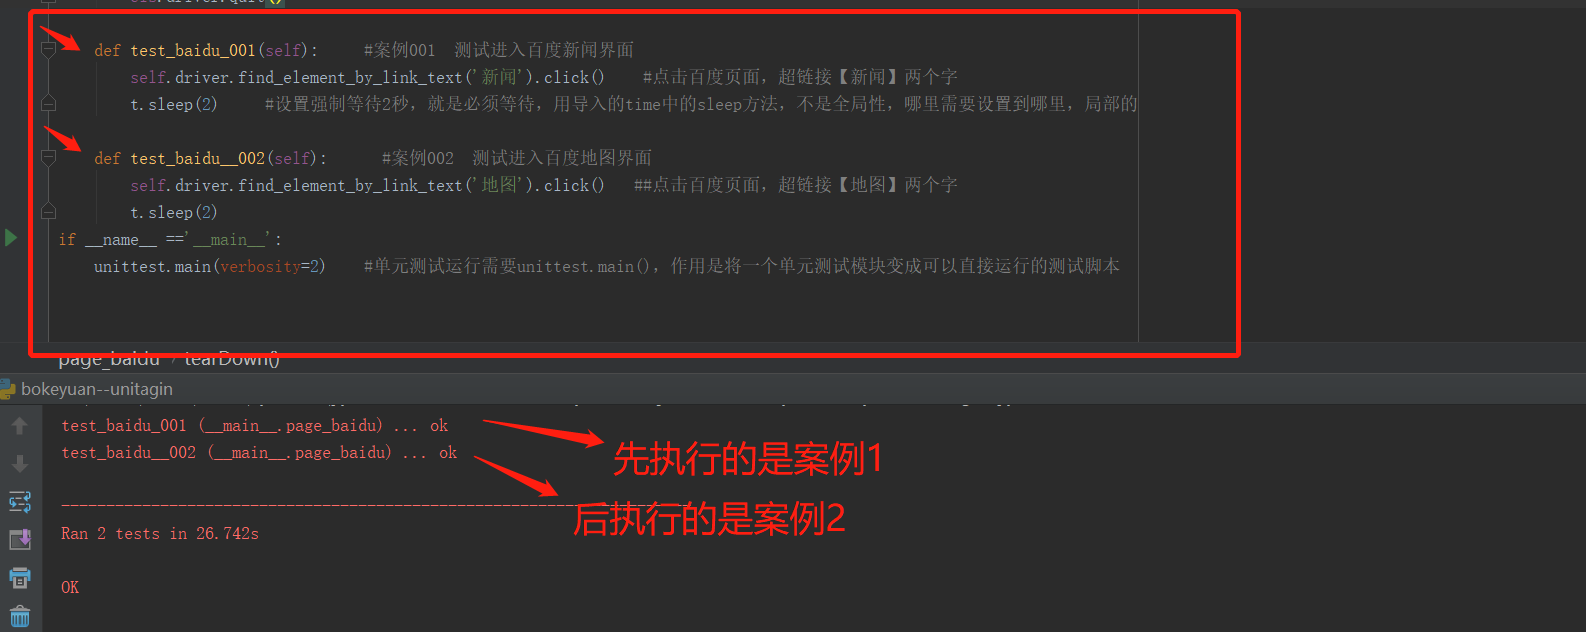 def test_baidu_001(self):     #案例001  测试进入百度新闻界面
self.driver.find_element_by_link_text('新闻').click()    #点击百度页面，超链接【新闻】两个字
t.sleep(2)     #设置强制等待2秒，就是必须等待，用导入的time中的sleep方法，不是全局性，哪里需要设置到哪里，局部的
def test_baidu__002(self):      #案例002  测试进入百度地图界面
self.driver.find_element_by_link_text('地图').click()   ##点击百度页面，超链接【地图】两个字
t.sleep(2)
if __name__ =='__main__':
unittest.main(verbosity=2)    #单元测试运行需要unittest.main()，作用是将一个单元测试模块变成可以直接运行的测试脚本
page_baidu › tearDown()
bokeyuan--unitagin
test_baidu_001 (__main__.page_baidu) ... ok
test_baidu__002 (__main__.page_baidu) ... ok
先执行的是案例1
后执行的是案例2
Ran 2 tests in 26.742s
OK